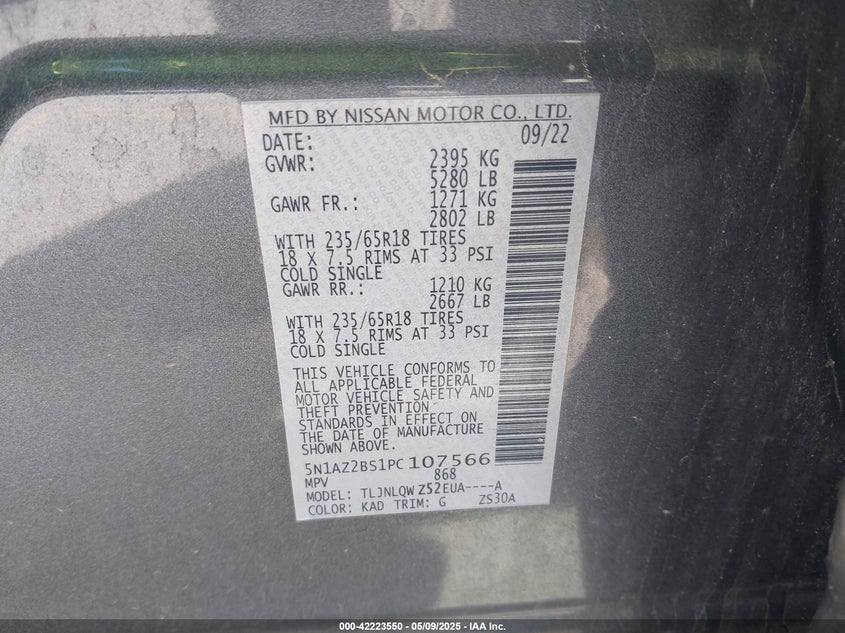 MFD BY NISSAN MOTOR CO., LTD.
DATE: 09/22
GVWR: 2395 KG
5280 LB
GAWR FR.: 1271 KG
2802 LB
WITH 235/65R18 TIRES
18 X 7.5 RIMS AT 33 PSI
COLD SINGLE
GAWR RR.: 1210 KG
2667 LB
WITH 235/65R18 TIRES
18 X 7.5 RIMS AT 33 PSI
COLD SINGLE
THIS VEHICLE CONFORMS TO
ALL APPLICABLE FEDERAL
MOTOR VEHICLE SAFETY AND
THEFT PREVENTION
STANDARDS IN EFFECT ON
THE DATE OF MANUFACTURE
SHOWN ABOVE.
5N1AZ2BS1PC107566
MPV 868
MODEL: TLJNLQW Z52EUA----A
COLOR: KAD TRIM: G ZS30A
000-42223550 - 05/09/2025 - IAA Inc.